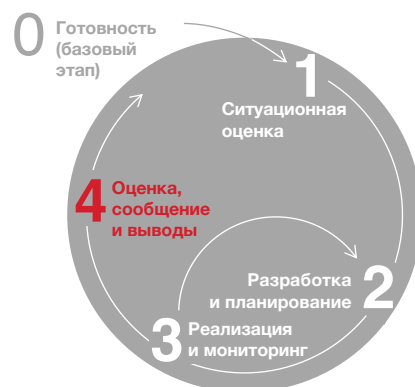 0 Готовность
(базовый
этап)
1
Ситуационная
оценка
4 Оценка,
сообщение
и выводы
Разработка
и планирование 2
3 Реализация
и мониторинг